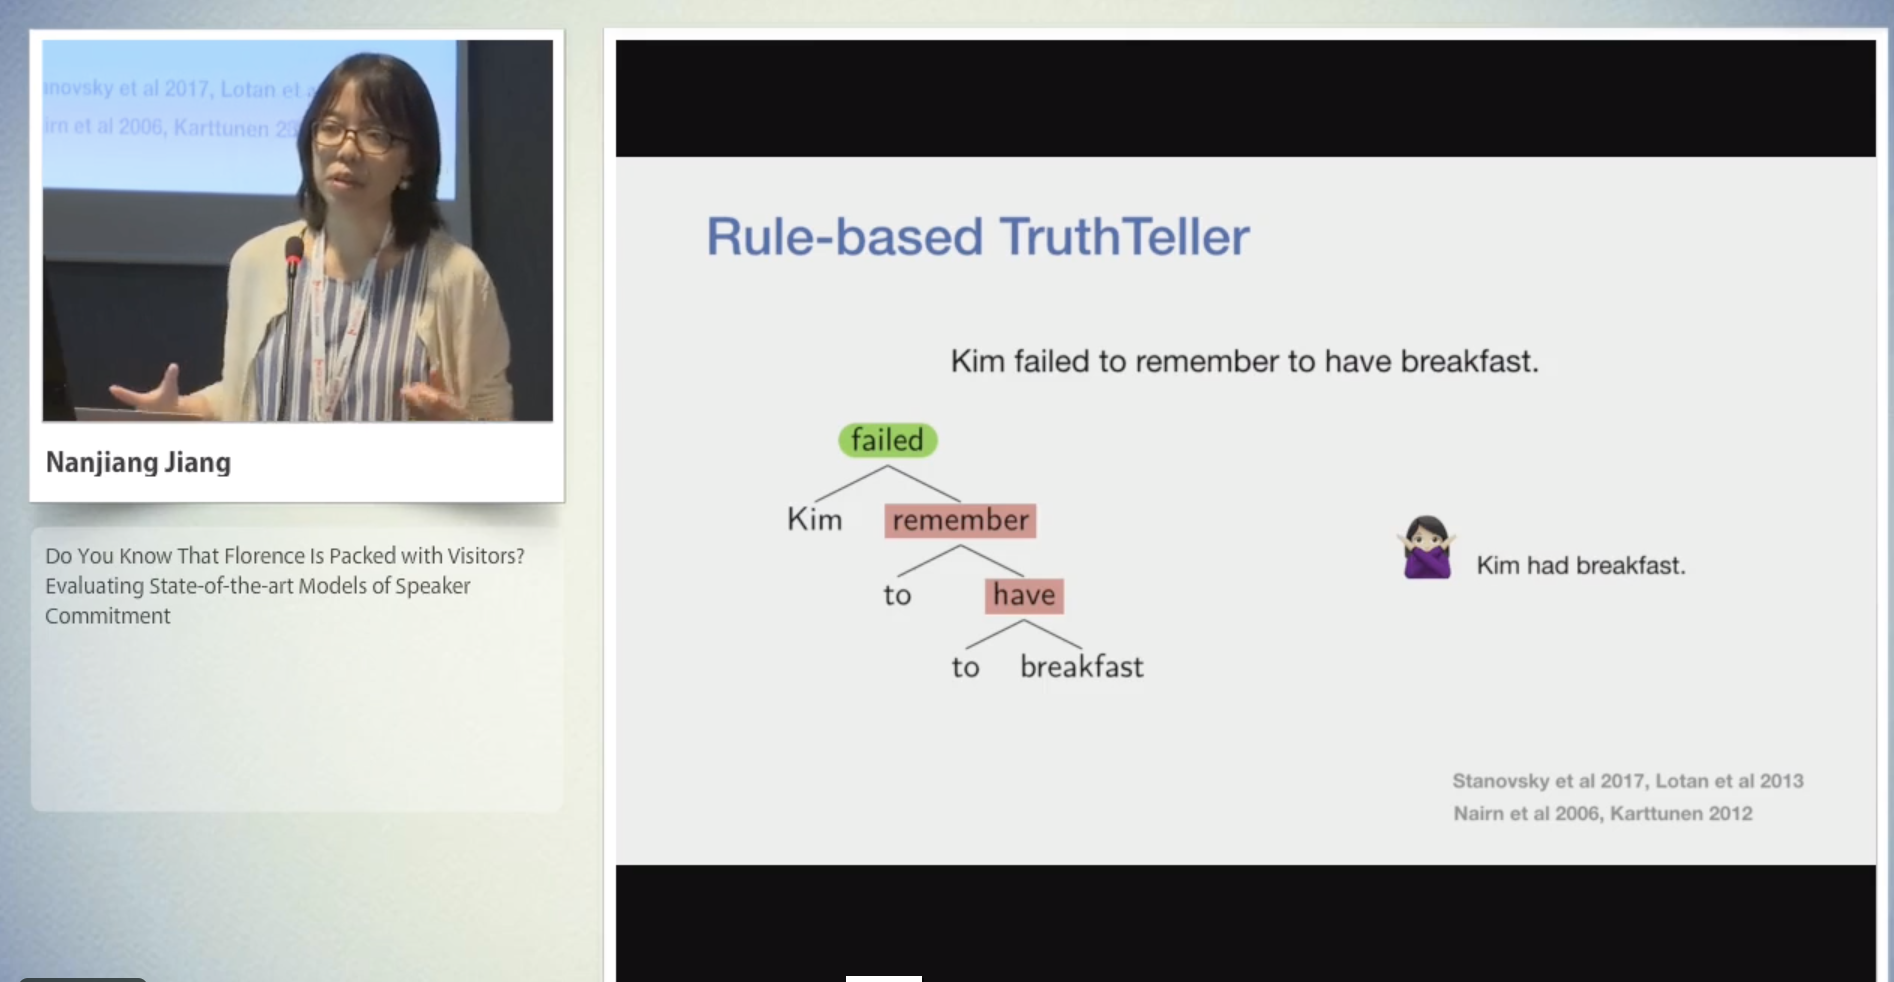 novsky et al 2017, Lotan et a
irn et al 2006, Karttunen
Nanjiang Jiang
Do You Know That Florence Is Packed with Visitors?
Evaluating State-of-the-art Models of Speaker
Commitment
Rule-based TruthTeller
Kim failed to remember to have breakfast.
failed
Kim remember
to have
to breakfast
Kim had breakfast.
Stanovsky et al 2017, Lotan et al 2013
Nairn et al 2006, Karttunen 2012